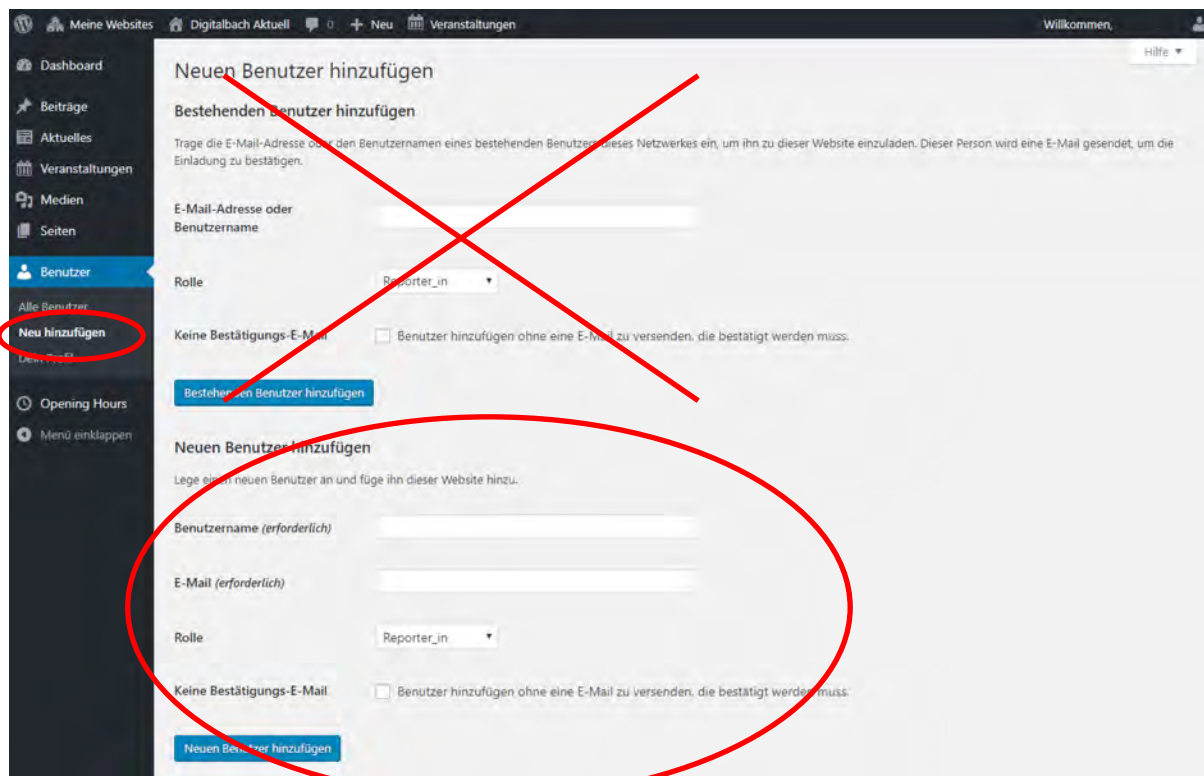 Meine Websites Digitalbach Aktuell 0 Neu Veranstaltungen Willkommen,
Hilfe
Dashboard
Beiträge
Aktuelles
Veranstaltungen
Medien
Seiten
Benutzer
Alle Benutzer
Neu hinzufügen
Dein Profil
Opening Hours
Menü einklappen
Neuen Benutzer hinzufügen
Bestehenden Benutzer hinzufügen
Trage die E-Mail-Adresse oder den Benutzernamen eines bestehenden Benutzers dieses Netzwerkes ein, um ihn zu dieser Website einzuladen. Dieser Person wird eine E-Mail gesendet, um die
Einladung zu bestätigen.
E-Mail-Adresse oder
Benutzername
Rolle Reporter_in
Keine Bestätigungs-E-Mail Benutzer hinzufügen ohne eine E-Mail zu versenden, die bestätigt werden muss.
Bestehenden Benutzer hinzufügen
Neuen Benutzer hinzufügen
Lege einen neuen Benutzer an und füge ihn dieser Website hinzu.
Benutzername (erforderlich)
E-Mail (erforderlich)
Rolle Reporter_in
Keine Bestätigungs-E-Mail Benutzer hinzufügen ohne eine E-Mail zu versenden, die bestätigt werden muss.
Neuen Benutzer hinzufügen